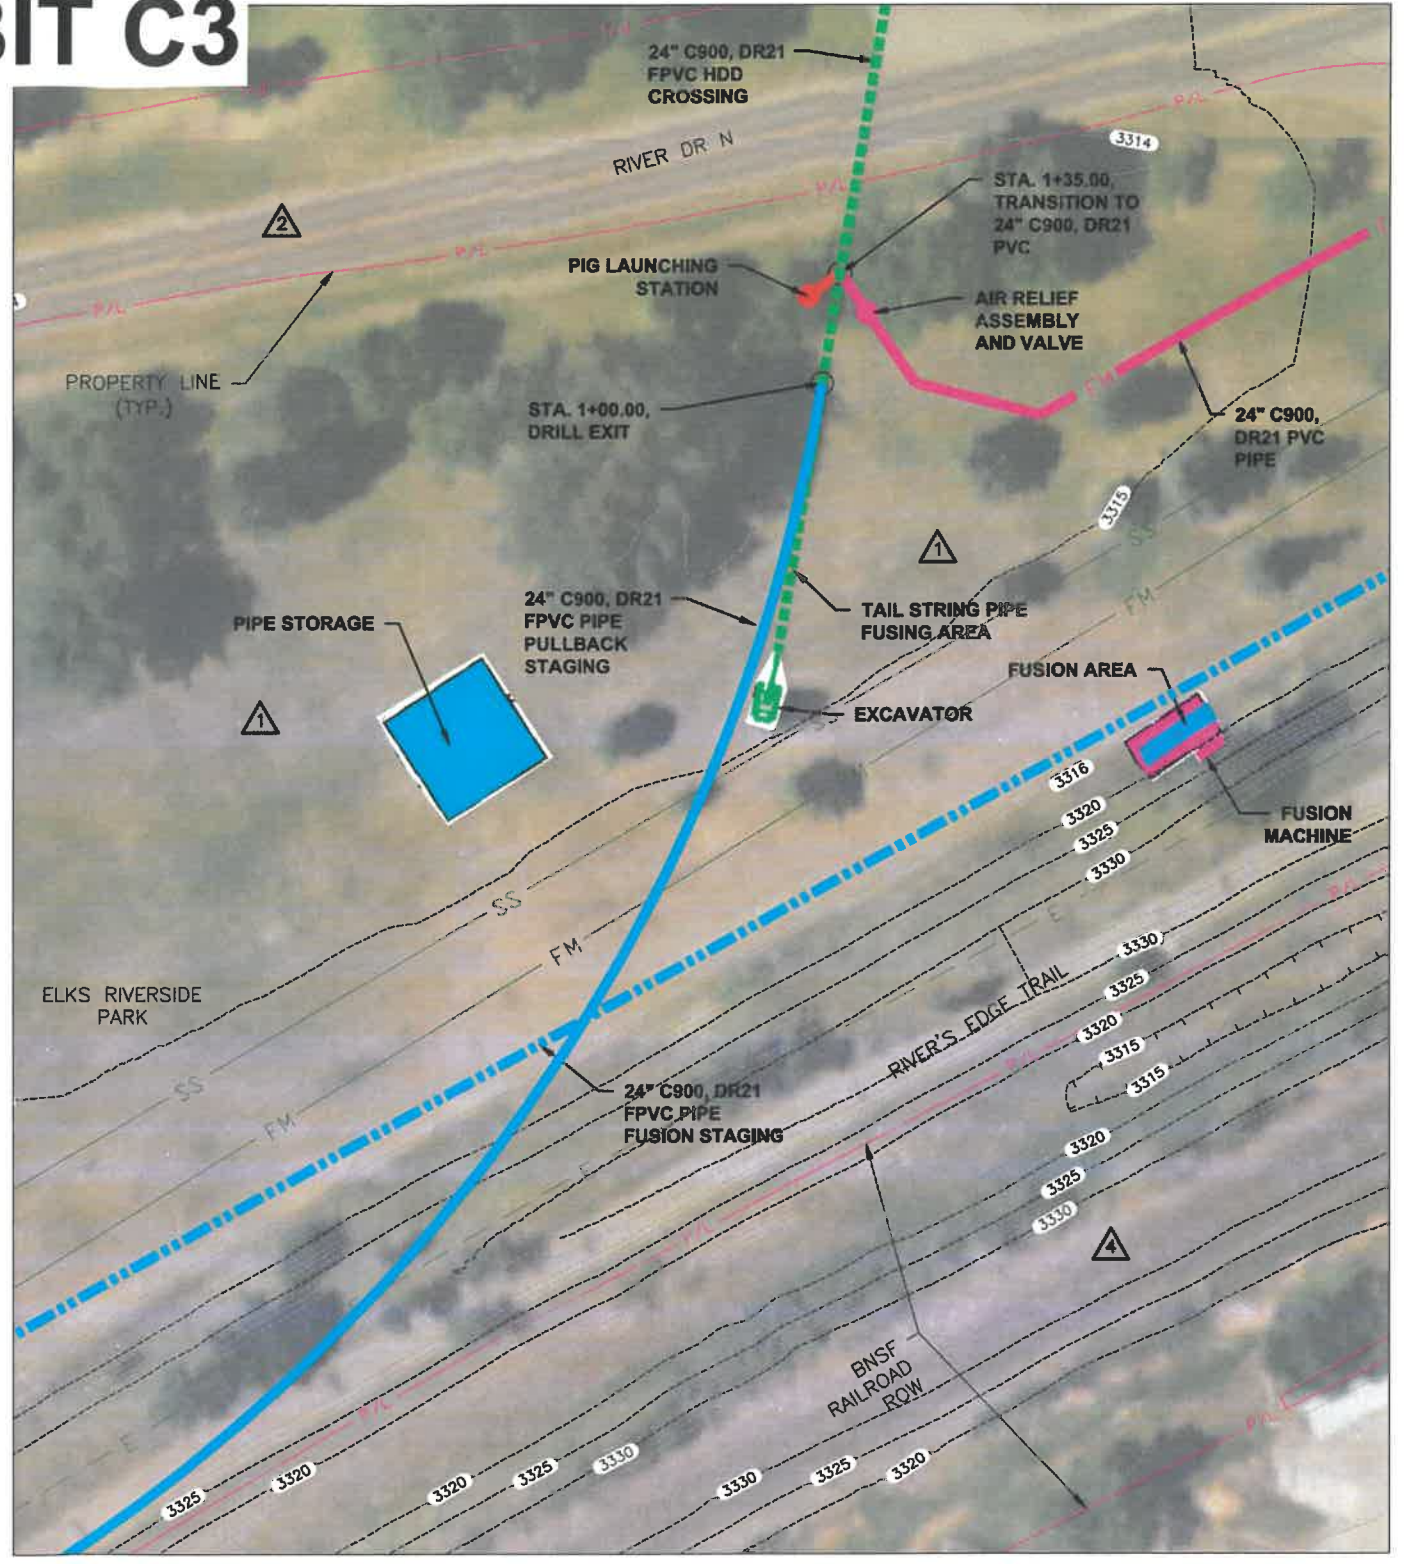 BIT C3
24" C900, DR21
FPVC HDD
CROSSING
P/L
RIVER DR N
3314
P/L
STA. 1+35.00,
TRANSITION TO
24" C900, DR21
PVC
2
P/L
P/L
PIG LAUNCHING
STATION
P/L
AIR RELIEF
ASSEMBLY
AND VALVE
PROPERTY LINE
(TYP.)
FM
STA. 1+00.00,
DRILL EXIT
24" C900,
DR21 PVC
PIPE
3315
SS
1
24" C900, DR21
FPVC PIPE
PULLBACK
STAGING
FM
TAIL STRING PIPE
FUSING AREA
PIPE STORAGE
FUSION AREA
1
EXCAVATOR
3316
3320
3325
3330
FUSION
MACHINE
SS
P/L
E
FM
3330
ELKS RIVERSIDE
PARK
RIVER'S EDGE TRAIL
3325
3320
3315
3315
P/L
SS
FM
24" C900, DR21
FPVC PIPE
FUSION STAGING
3320
3325
3330
E
P/L
4
BNSF
RAILROAD
ROW
P/L
P/L
E
3325
3320
3320
3325
3330
3330
3325
3320